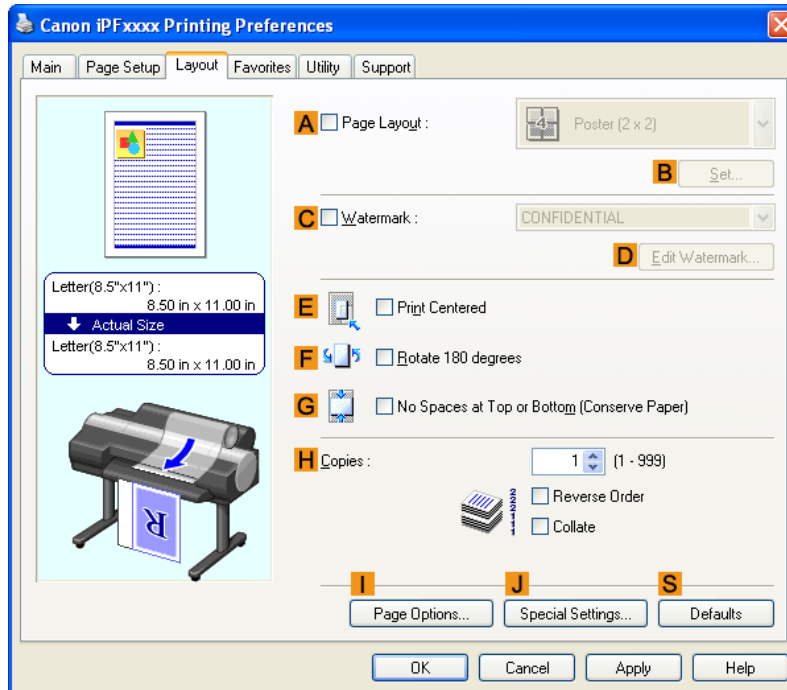 Canon iPFxxxx Printing Preferences
Main Page Setup Layout Favorites Utility Support
A Page Layout : 4 Poster (2 x 2)
B Set...
C Watermark : CONFIDENTIAL
D Edit Watermark...
Letter(8.5"x11") :
8.50 in x 11.00 in
Actual Size
Letter(8.5"x11") :
8.50 in x 11.00 in
E Print Centered
F Rotate 180 degrees
G No Spaces at Top or Bottom (Conserve Paper)
H Copies : 1 (1 - 999)
222111
Reverse Order
Collate
R
I J S
Page Options... Special Settings... Defaults
OK Cancel Apply Help